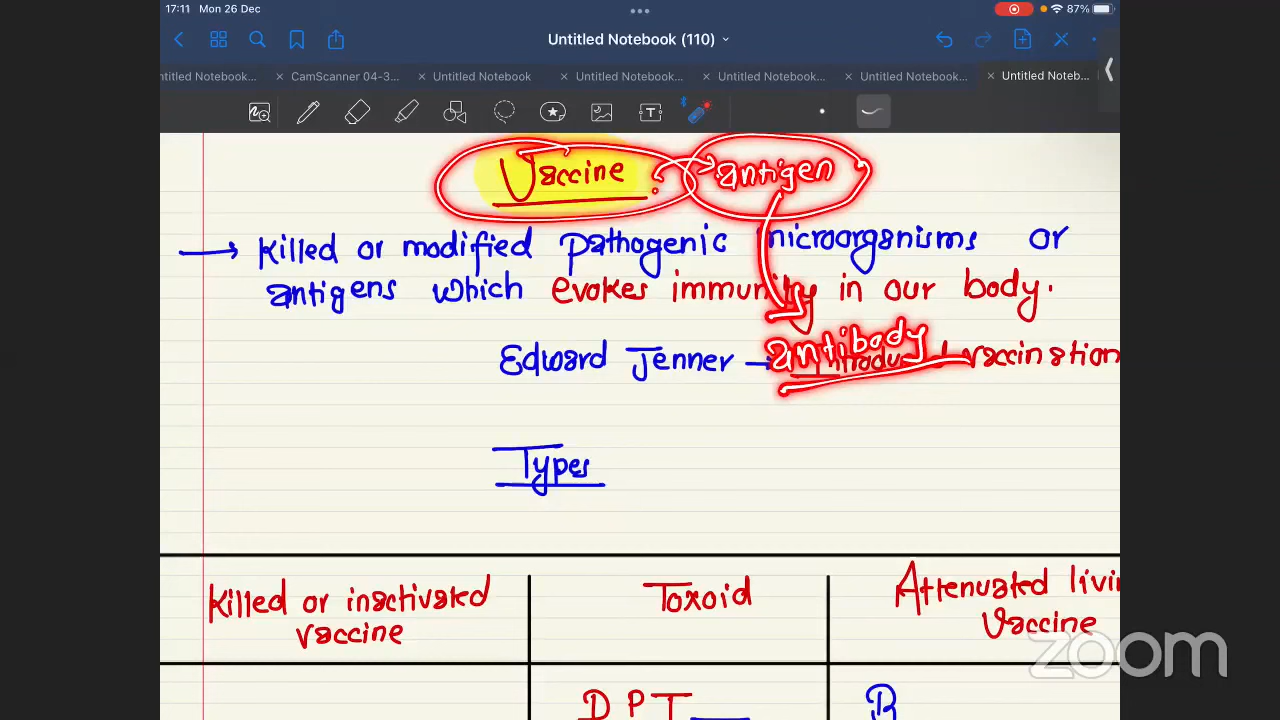 17:11 Mon 26 Dec
87%
Untitled Notebook (110)
ntitled Notebook...
CamScanner 04-3...
Untitled Notebook
Untitled Notebook...
Untitled Notebook...
Untitled Notebook...
Untitled Noteb...
Vaccine → antigen
→ Killed or modified pathogenic microorganisms or
antigens which evokes immunity in our body.
antibody
Edward Jenner → vaccination
Types
Killed or inactivated
vaccine
Toxoid
Attenuated livi
Vaccine
DPT
B
zoom